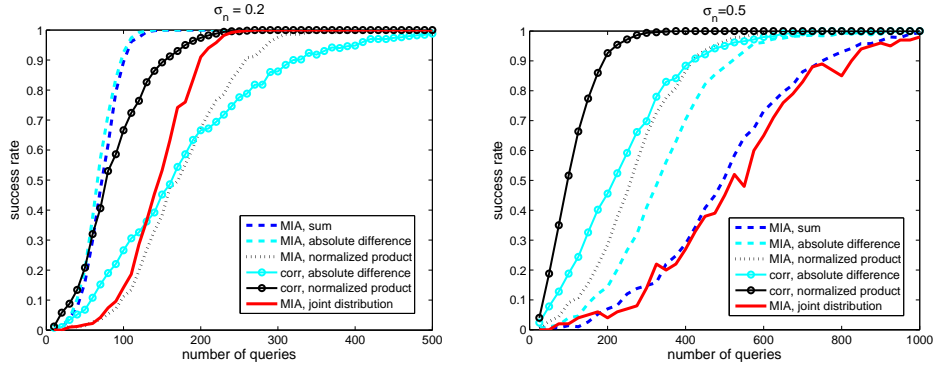 σn = 0.2
1
0.9
0.8
0.7
0.6
0.5
0.4
0.3
0.2
0.1
0
success rate
0 100 200 300 400 500
number of queries
MIA, sum
MIA, absolute difference
MIA, normalized product
corr, absolute difference
corr, normalized product
MIA, joint distribution
σn=0.5
1
0.9
0.8
0.7
0.6
0.5
0.4
0.3
0.2
0.1
0
success rate
0 200 400 600 800 1000
number of queries
MIA, sum
MIA, absolute difference
MIA, normalized product
corr, absolute difference
corr, normalized product
MIA, joint distribution